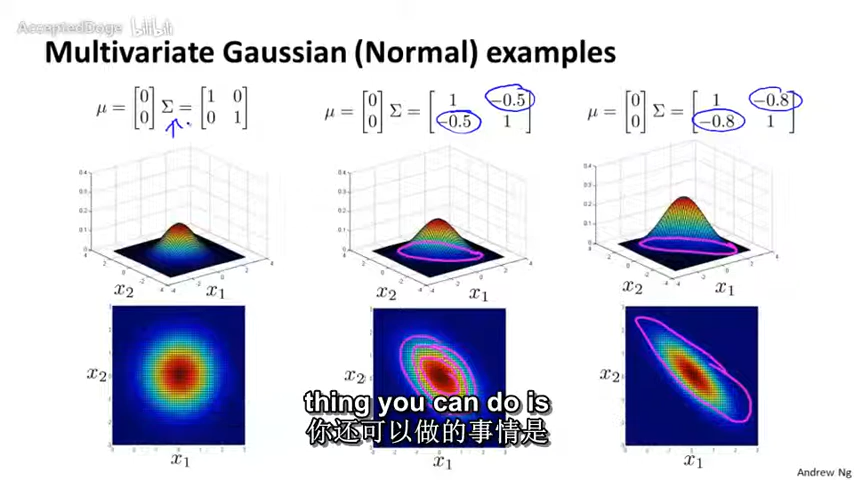 AcceptedDoge bilibili
Multivariate Gaussian (Normal) examples
μ = [0 0] Σ = [1 0 0 1]
μ = [0 0] Σ = [1 −0.5 −0.5 1]
μ = [0 0] Σ = [1 −0.8 −0.8 1]
x₂ x₁
x₂ x₁
x₂ x₁
x₂
x₁
x₂
x₁
x₂
x₁
thing you can do is
你还可以做的事情是
Andrew Ng